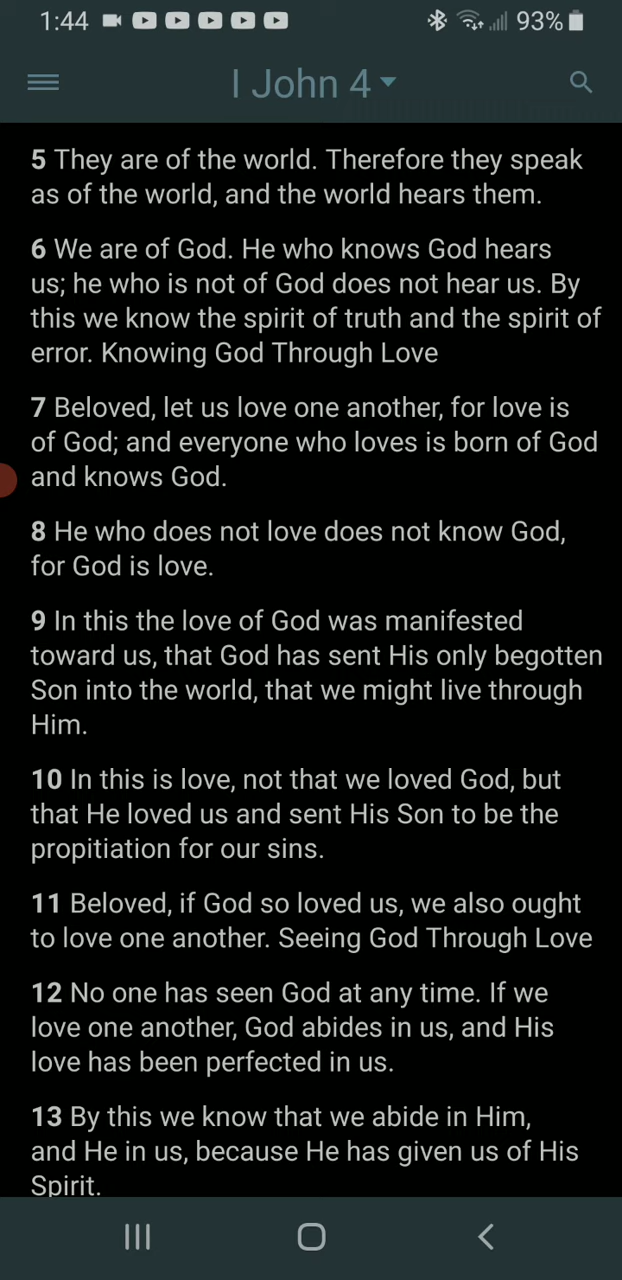 1:44
93%
I John 4
5 They are of the world. Therefore they speak
as of the world, and the world hears them.
6 We are of God. He who knows God hears
us; he who is not of God does not hear us. By
this we know the spirit of truth and the spirit of
error. Knowing God Through Love
7 Beloved, let us love one another, for love is
of God; and everyone who loves is born of God
and knows God.
8 He who does not love does not know God,
for God is love.
9 In this the love of God was manifested
toward us, that God has sent His only begotten
Son into the world, that we might live through
Him.
10 In this is love, not that we loved God, but
that He loved us and sent His Son to be the
propitiation for our sins.
11 Beloved, if God so loved us, we also ought
to love one another. Seeing God Through Love
12 No one has seen God at any time. If we
love one another, God abides in us, and His
love has been perfected in us.
13 By this we know that we abide in Him,
and He in us, because He has given us of His
Spirit.